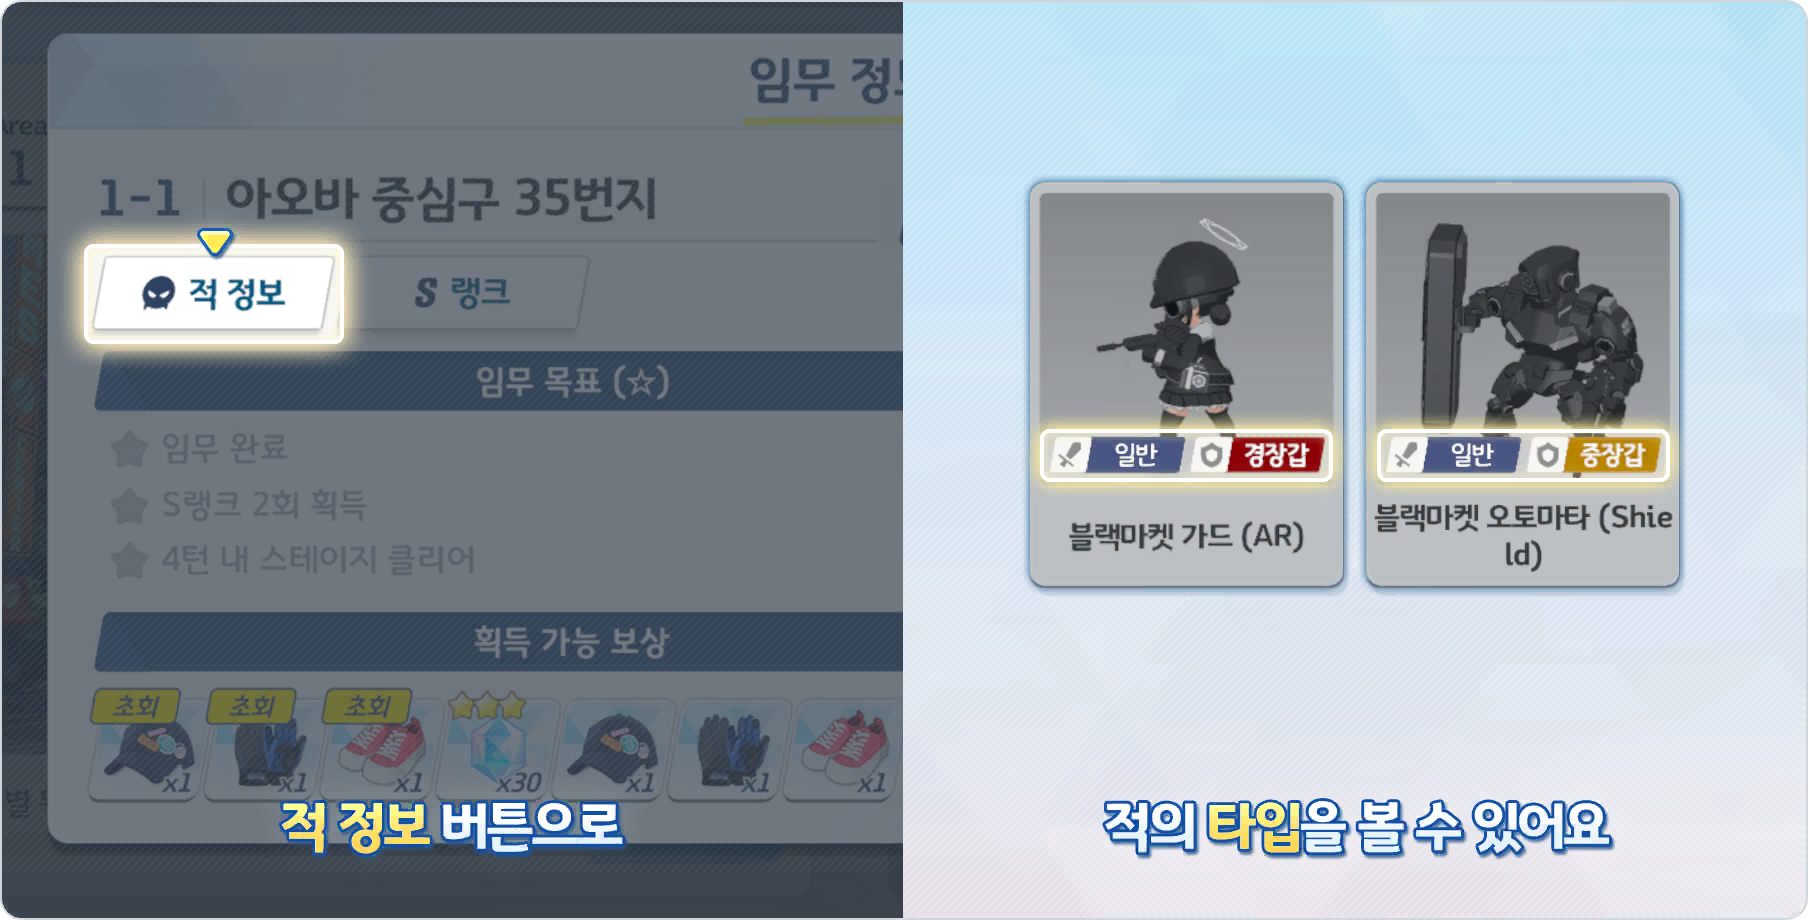 임무 정보
Area
1
1-1 아오바 중심구 35번지
적 정보
S 랭크
임무 목표 (☆)
임무 완료
S랭크 2회 획득
4턴 내 스테이지 클리어
획득 가능 보상
초회 초회 초회
x1 x1 x1 x30 x1 x1 x1
적 정보 버튼으로
일반 경장갑
블랙마켓 가드 (AR)
일반 중장갑
블랙마켓 오토마타 (Shie
ld)
적의 타입을 볼 수 있어요